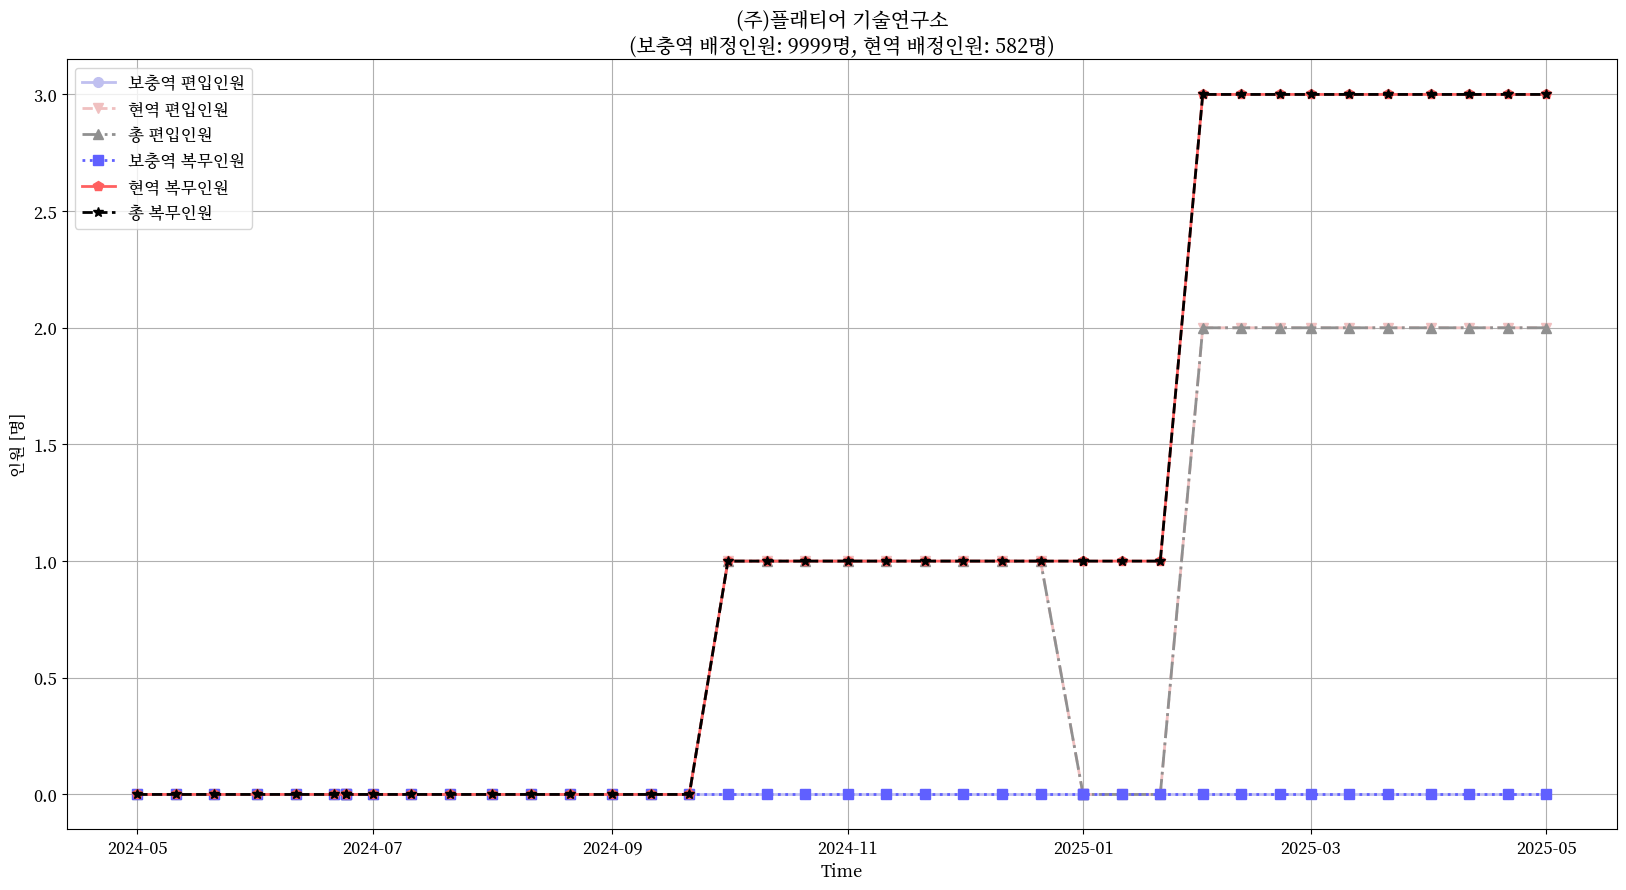 (주)플래티어 기술연구소
(보충역 배정인원: 9999명, 현역 배정인원: 582명)
보충역 편입인원
현역 편입인원
총 편입인원
보충역 복무인원
현역 복무인원
총 복무인원
3.0
2.5
2.0
1.5
1.0
0.5
0.0
인원 [명]
2024-05
2024-07
2024-09
2024-11
2025-01
2025-03
2025-05
Time